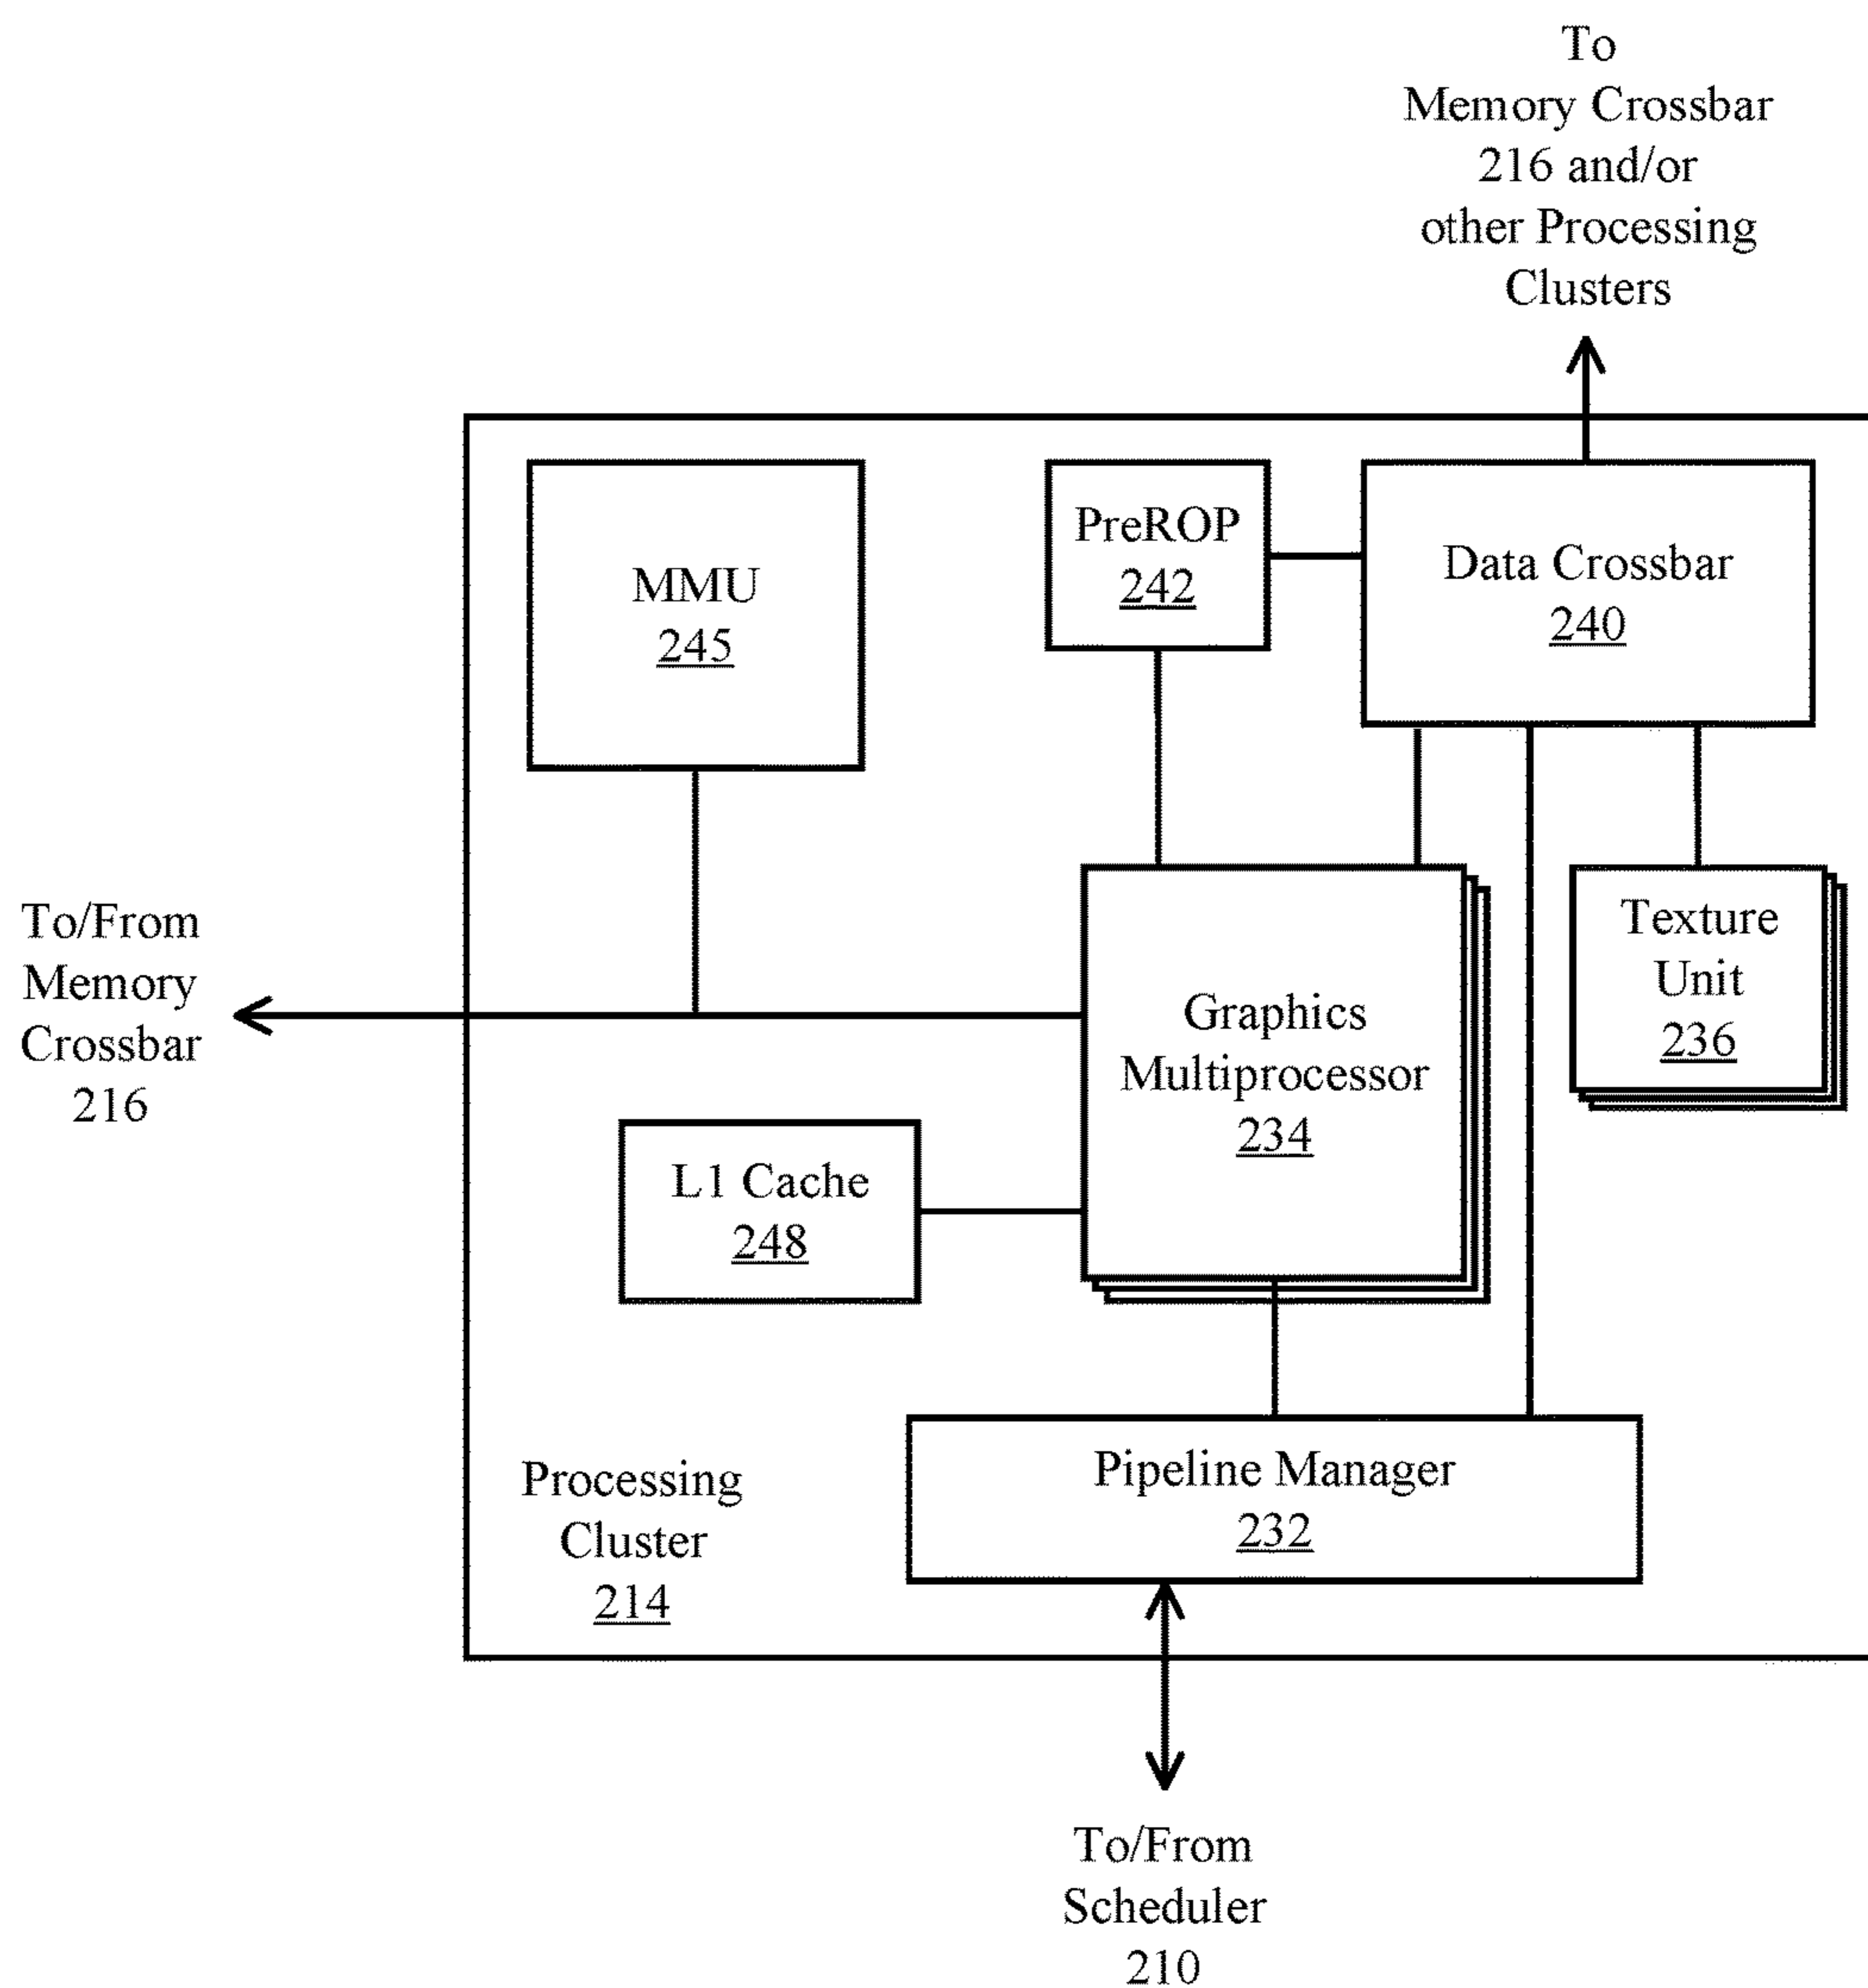 To
Memory Crossbar
216 and/or
other Processing
Clusters
MMU
245
PreROP
242
Data Crossbar
240
To/From
Memory
Crossbar
216
Graphics
Multiprocessor
234
Texture
Unit
236
L1 Cache
248
Processing
Cluster
214
Pipeline Manager
232
To/From
Scheduler
210